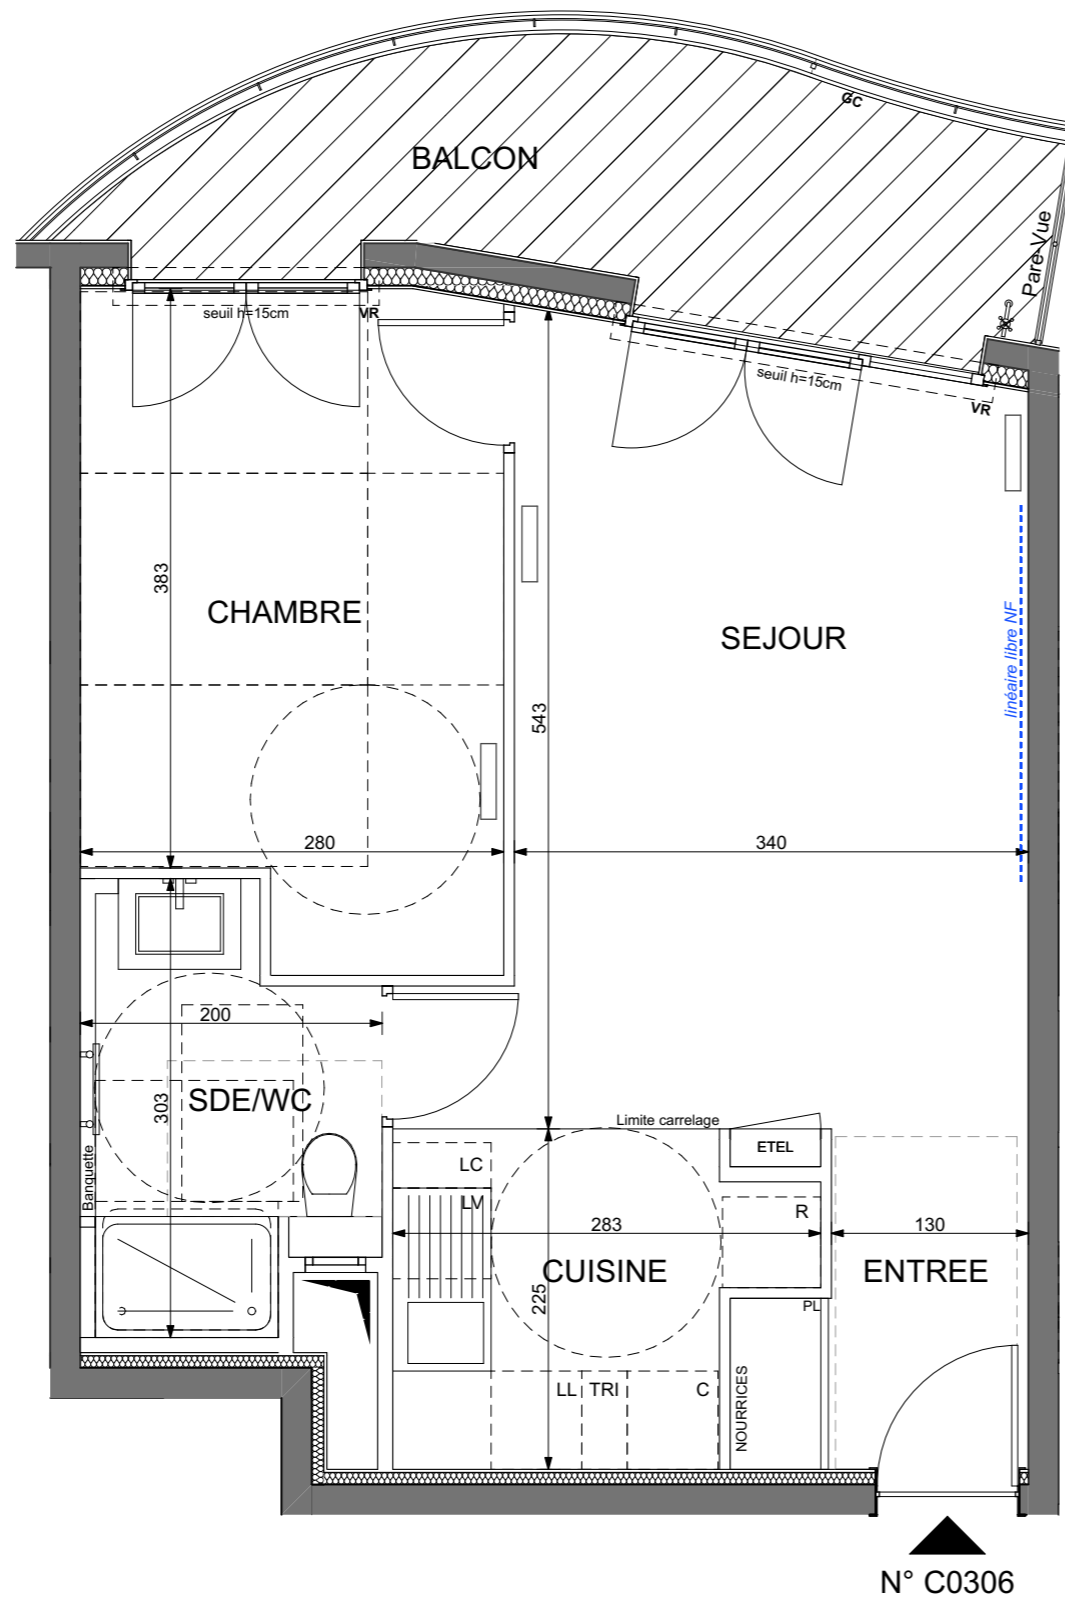 GC
BALCON
Pare-Vue
seuil h=15cm
VR
seuil h=15cm
VR
383
CHAMBRE
SEJOUR
linéaire libre NF
543
280
340
200
SDE/WC
303
Banquette
Limite carrelage
ETEL
LC
LV
R
283
130
CUISINE
ENTREE
225
PL
LL
TRI
C
NOURRICES
N° C0306